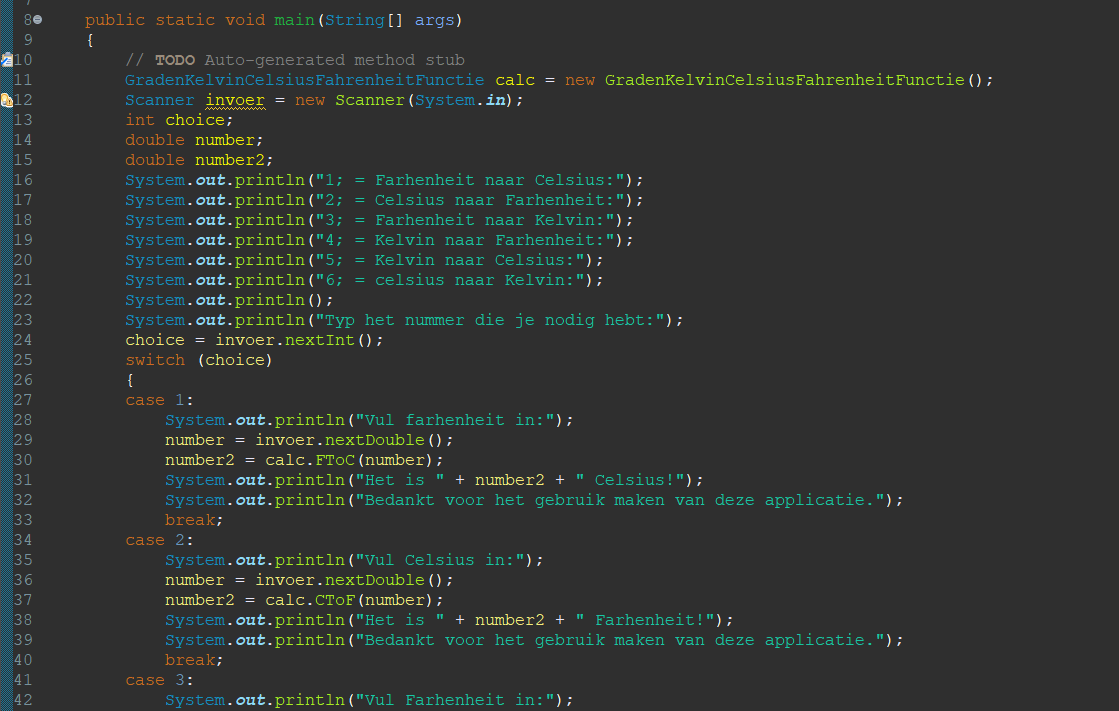 8 public static void main(String[] args)
9 {
10 // TODO Auto-generated method stub
11 GradenKelvinCelsiusFahrenheitFunctie calc = new GradenKelvinCelsiusFahrenheitFunctie();
12 Scanner invoer = new Scanner(System.in);
13 int choice;
14 double number;
15 double number2;
16 System.out.println("1; = Farhenheit naar Celsius:");
17 System.out.println("2; = Celsius naar Farhenheit:");
18 System.out.println("3; = Farhenheit naar Kelvin:");
19 System.out.println("4; = Kelvin naar Farhenheit:");
20 System.out.println("5; = Kelvin naar Celsius:");
21 System.out.println("6; = celsius naar Kelvin:");
22 System.out.println();
23 System.out.println("Typ het nummer die je nodig hebt:");
24 choice = invoer.nextInt();
25 switch (choice)
26 {
27 case 1:
28 System.out.println("Vul farhenheit in:");
29 number = invoer.nextDouble();
30 number2 = calc.FToC(number);
31 System.out.println("Het is " + number2 + " Celsius!");
32 System.out.println("Bedankt voor het gebruik maken van deze applicatie.");
33 break;
34 case 2:
35 System.out.println("Vul Celsius in:");
36 number = invoer.nextDouble();
37 number2 = calc.CToF(number);
38 System.out.println("Het is " + number2 + " Farhenheit!");
39 System.out.println("Bedankt voor het gebruik maken van deze applicatie.");
40 break;
41 case 3:
42 System.out.println("Vul Farhenheit in:");